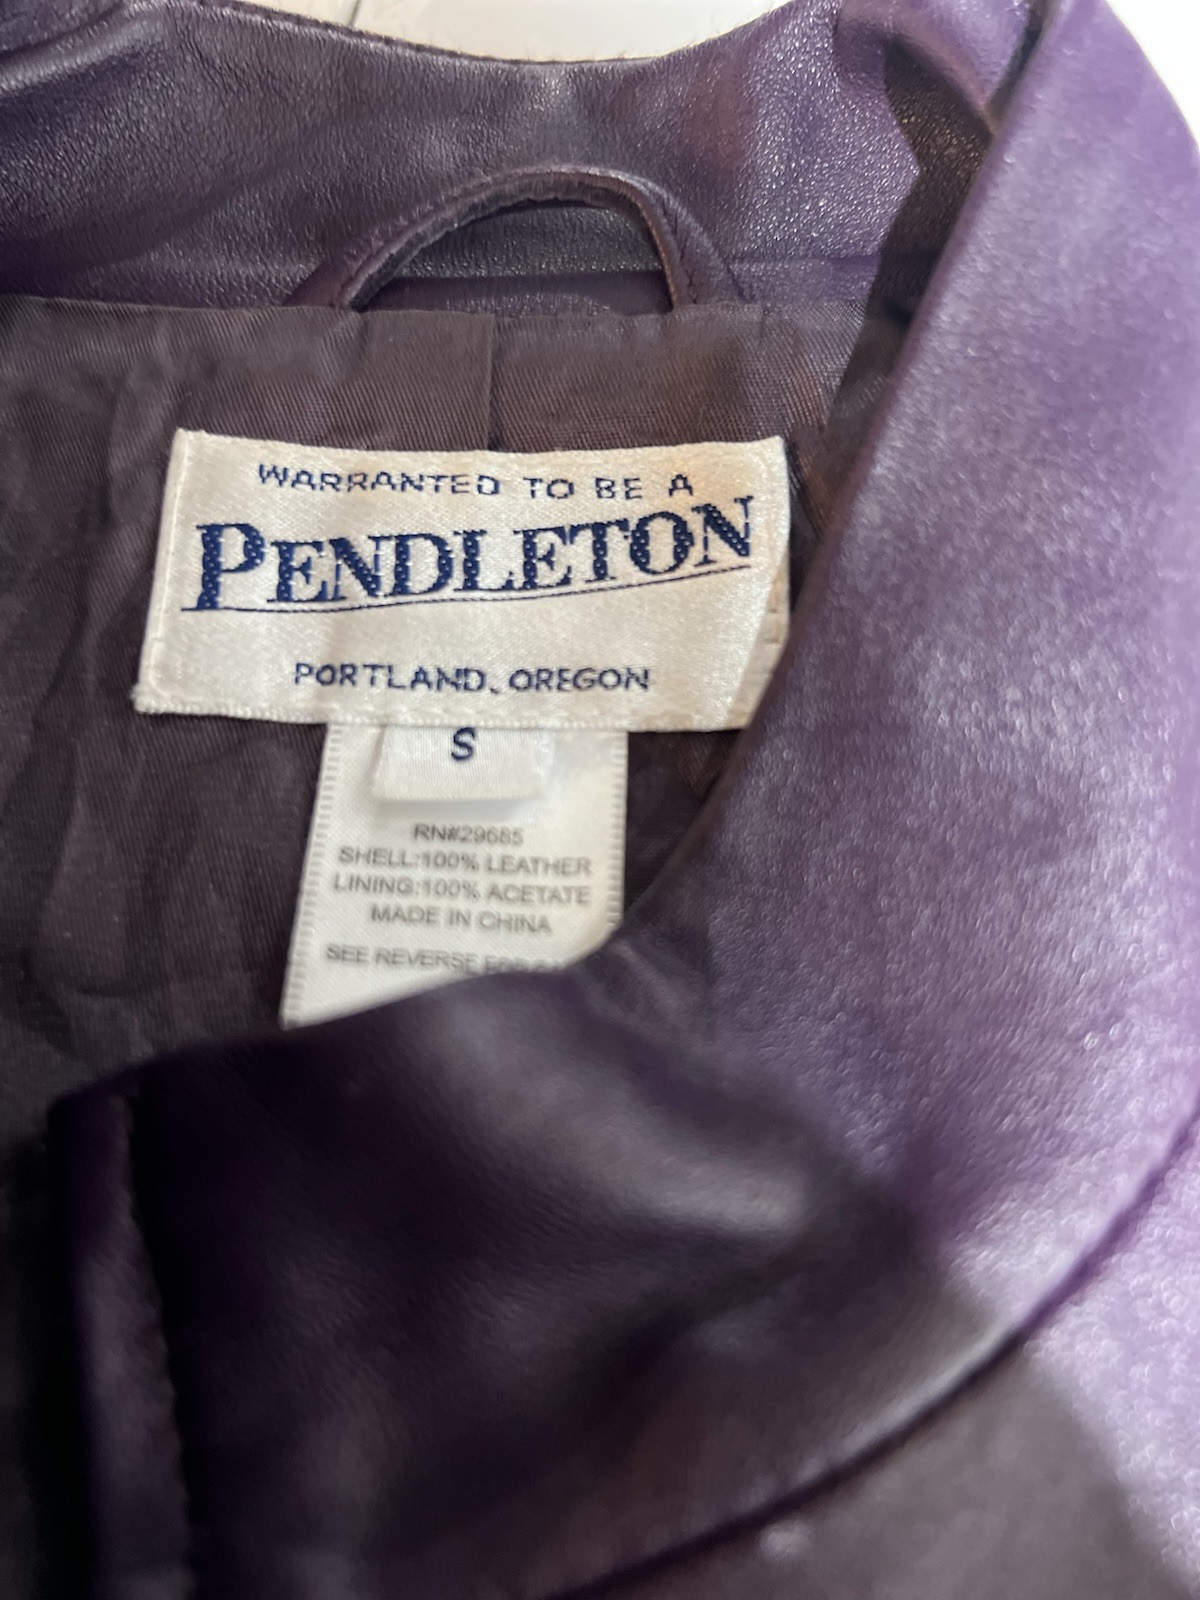 WARRANTED TO BE A
PENDLETON
PORTLAND, OREGON
S
RN#29685
SHELL:100% LEATHER
LINING:100% ACETATE
MADE IN CHINA
SEE REVERSE FOR